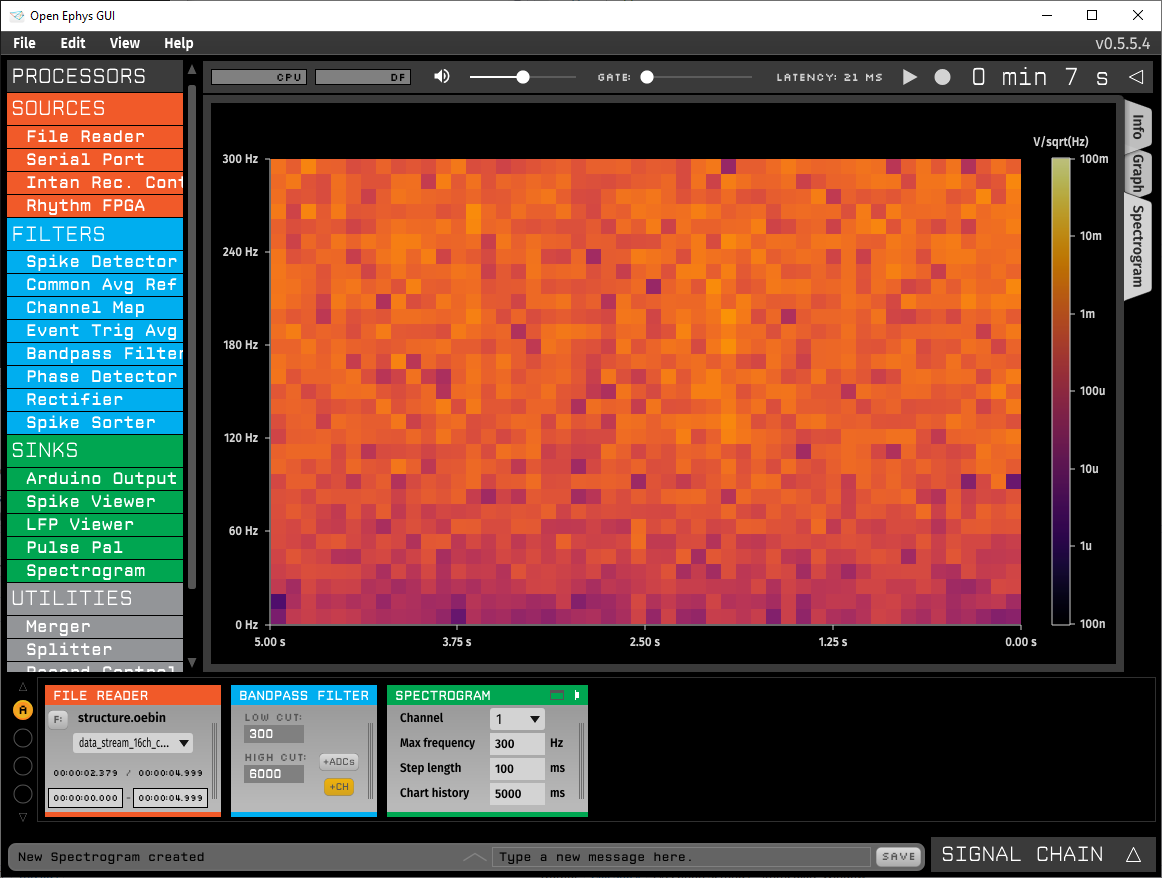 Open Ephys GUI
File Edit View Help
v0.5.5.4
PROCESSORS
SOURCES
File Reader
Serial Port
Intan Rec. Cont
Rhythm FPGA
FILTERS
Spike Detector
Common Avg Ref
Channel Map
Event Trig Avg
Bandpass Filter
Phase Detector
Rectifier
Spike Sorter
SINKS
Arduino Output
Spike Viewer
LFP Viewer
Pulse Pal
Spectrogram
UTILITIES
Merger
Splitter
Record Control
CPU DF GATE: LATENCY: 21 MS 0 min 7 s
Info
Graph
Spectrogram
V/sqrt(Hz)
300 Hz
240 Hz
180 Hz
120 Hz
60 Hz
0 Hz
5.00 s 3.75 s 2.50 s 1.25 s 0.00 s
100m
10m
1m
100u
10u
1u
100n
A
FILE READER
F: structure.oebin
data_stream_16ch_c...
00:00:02.379 / 00:00:04.999
00:00:00.000 - 00:00:04.999
BANDPASS FILTER
LOW CUT:
300
HIGH CUT:
6000
+ADCs
+CH
SPECTROGRAM
Channel 1
Max frequency 300 Hz
Step length 100 ms
Chart history 5000 ms
New Spectrogram created
Type a new message here.
SAVE
SIGNAL CHAIN